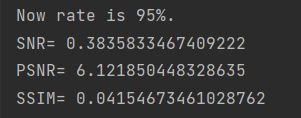 Now rate is 95%.
SNR= 0.3835833467409222
PSNR= 6.121850448328635
SSIM= 0.04154673461028762